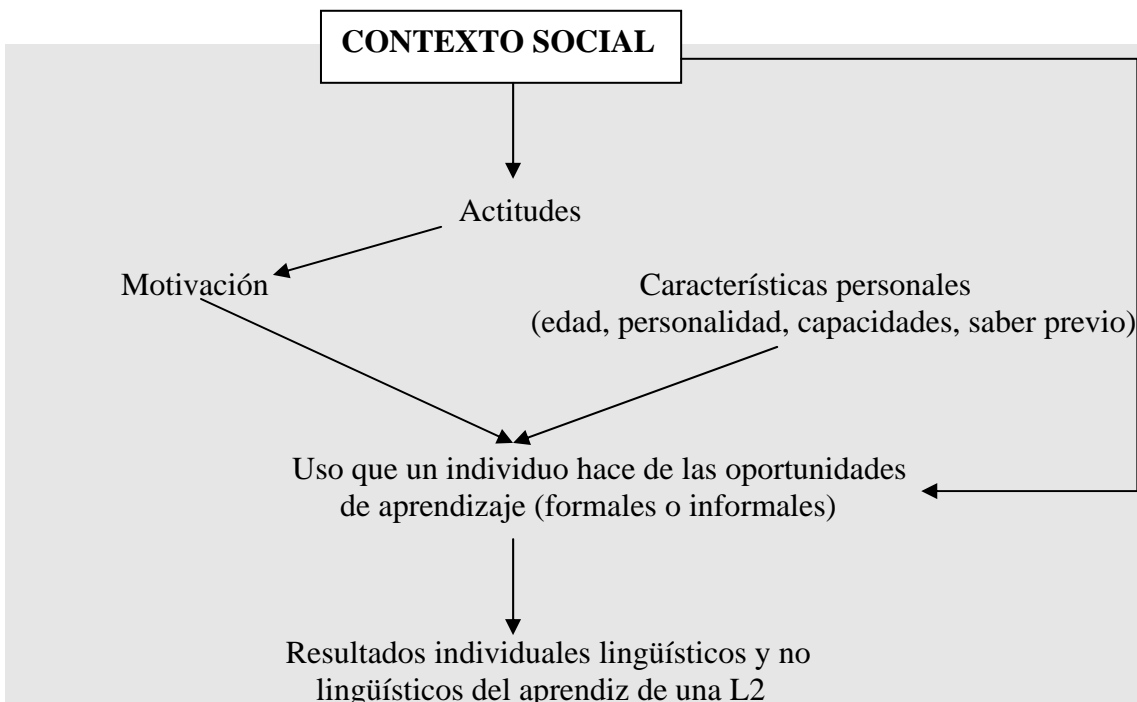 CONTEXTO SOCIAL
Actitudes
Motivación
Características personales
(edad, personalidad, capacidades, saber previo)
Uso que un individuo hace de las oportunidades
de aprendizaje (formales o informales)
Resultados individuales lingüísticos y no
lingüísticos del aprendiz de una L2